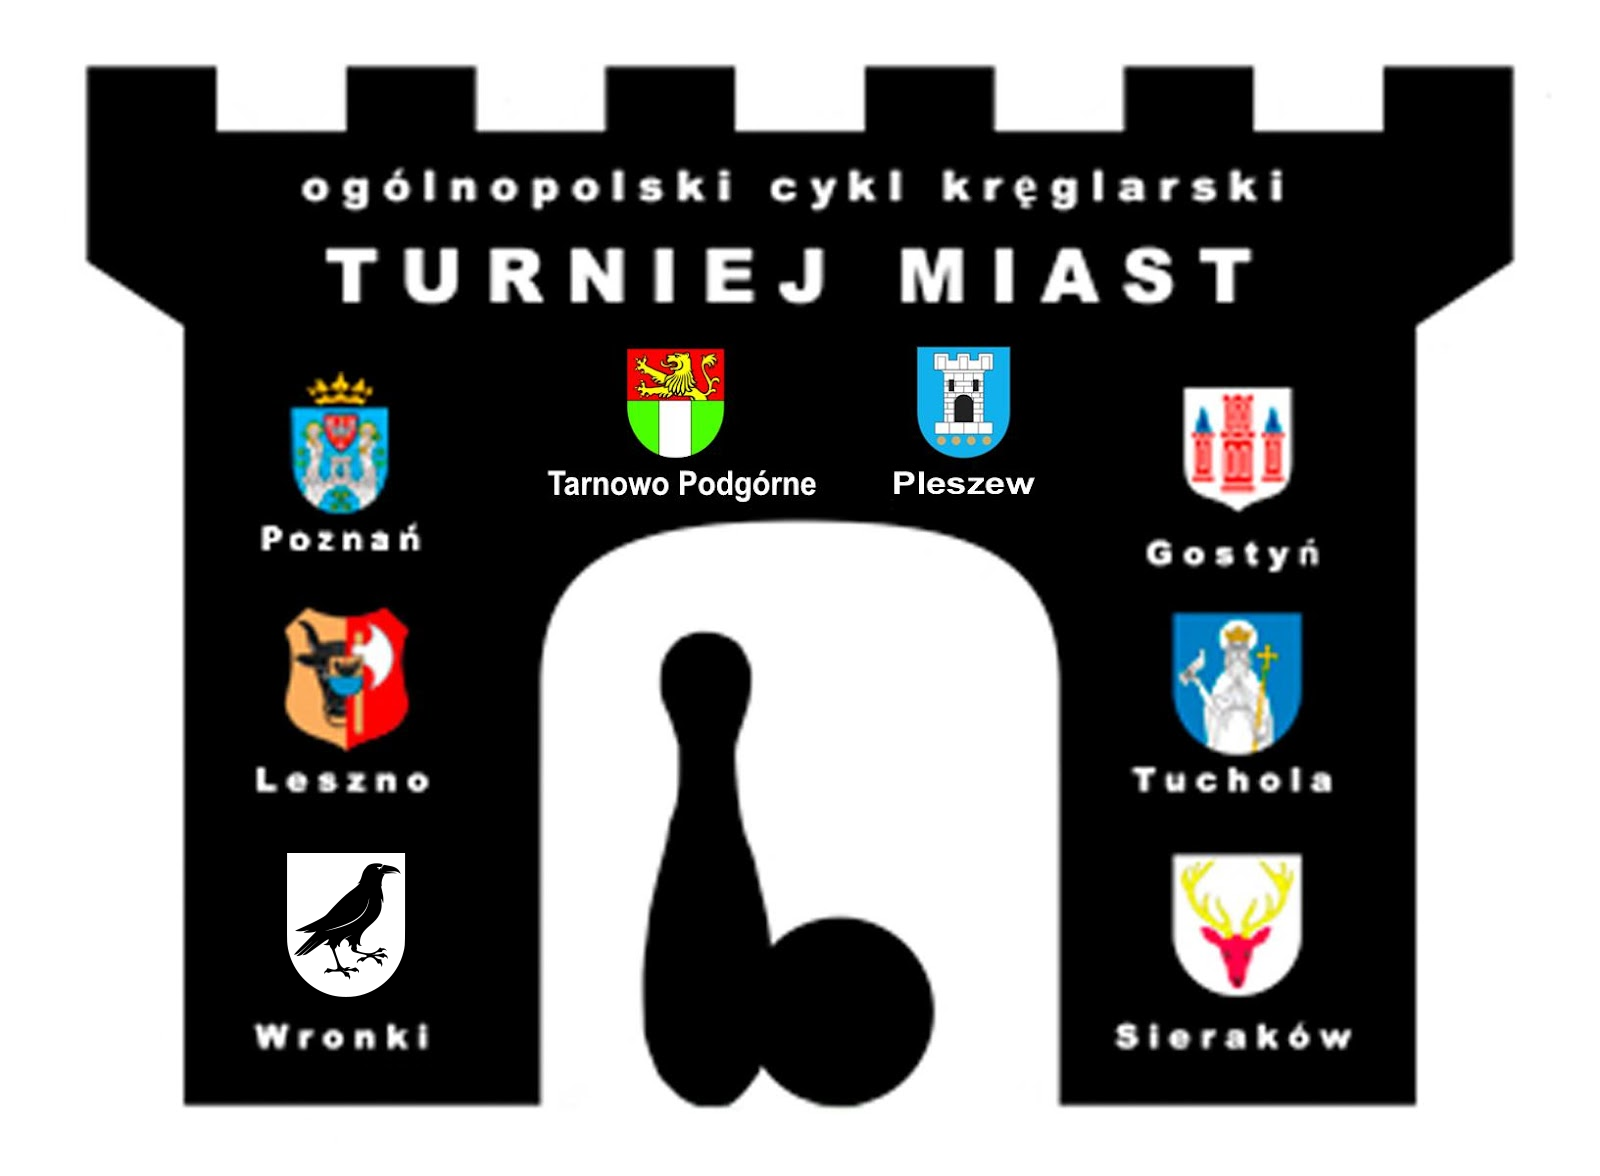 ogólnopolski cykl kręglarski
TURNIEJ MIAST
Tarnowo Podgórne
Pleszew
Poznań
Gostyń
Leszno
Tuchola
Wronki
Sieraków